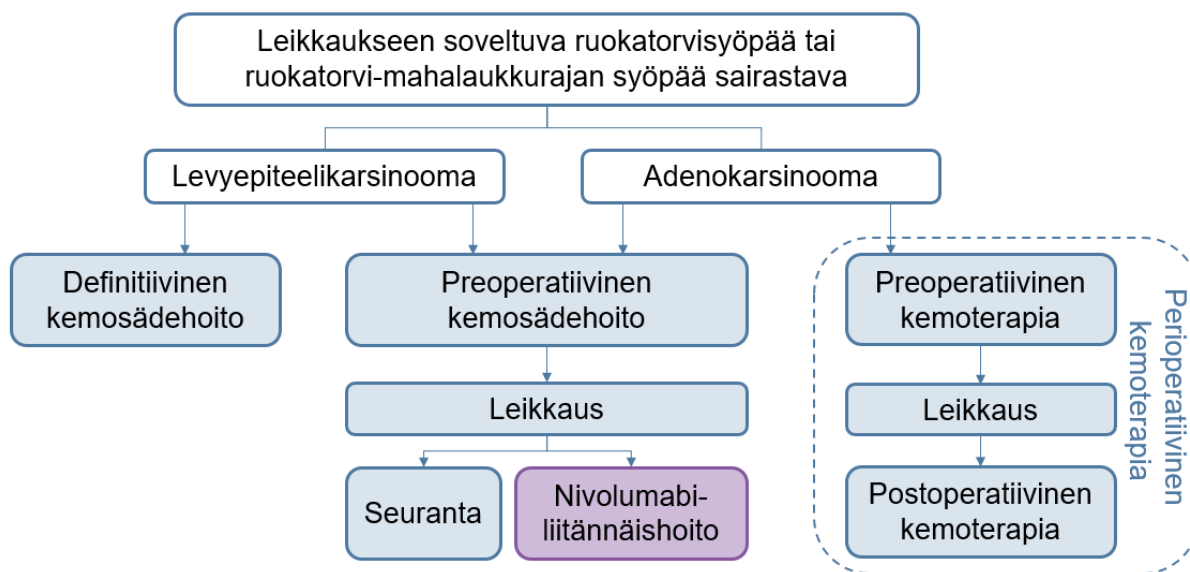 Leikkaukseen soveltuva ruokatorvisyöpää tai
ruokatorvi-mahalaukkurajan syöpää sairastava
Levyepiteelikarsinooma
Adenokarsinooma
Definitiivinen
kemosädehoito
Preoperatiivinen
kemosädehoito
Preoperatiivinen
kemoterapia
Perioperatiivinen
kemoterapia
Leikkaus
Leikkaus
Seuranta
Nivolumabi-
liitännäishoito
Postoperatiivinen
kemoterapia